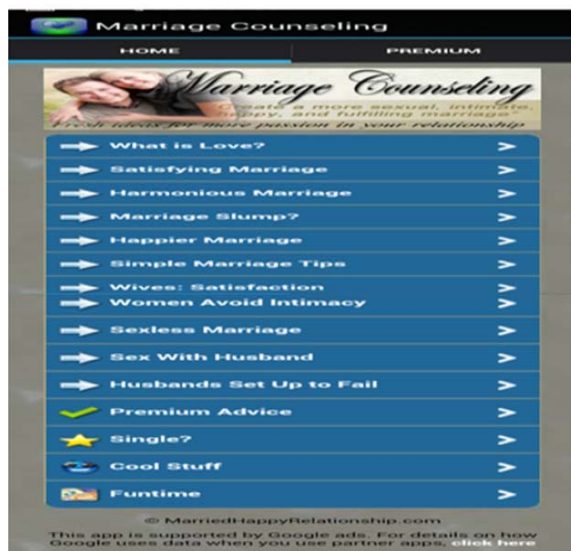 Marriage Counseling
HOME PREMIUM
Marriage Counseling
"Create a more sexual, intimate,
happy, and fulfilling marriage"
Fresh ideas for more passion in your relationship
What is Love? >
Satisfying Marriage >
Harmonious Marriage >
Marriage Slump? >
Happier Marriage >
Simple Marriage Tips >
Wives: Satisfaction >
Women Avoid Intimacy
Sexless Marriage >
Sex With Husband >
Husbands Set Up to Fail >
Premium Advice >
Single? >
Cool Stuff >
Funtime >
© MarriedHappyRelationship.com
This app is supported by Google ads. For details on how
Google uses data when you use partner apps, click here